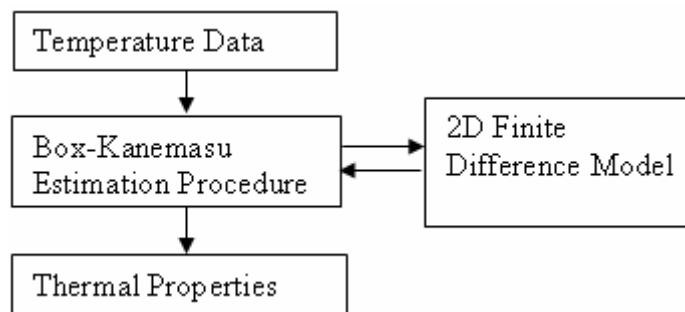 Temperature Data
Box-Kanemasu
Estimation Procedure
2D Finite
Difference Model
Thermal Properties